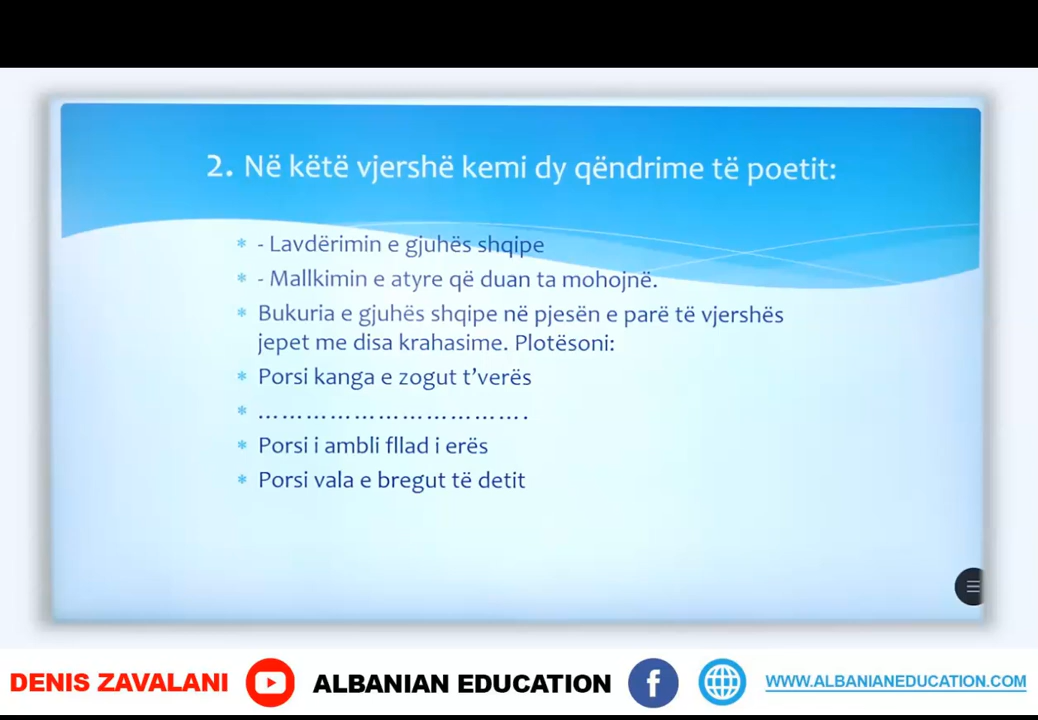 2. Në këtë vjershë kemi dy qëndrime të poetit:
* - Lavdërimin e gjuhës shqipe
* - Mallkimin e atyre që duan ta mohojnë.
* Bukuria e gjuhës shqipe në pjesën e parë të vjershës
jepet me disa krahasime. Plotësoni:
* Porsi kanga e zogut t’verës
* ……………………………….
* Porsi i ambli fllad i erës
* Porsi vala e bregut të detit
DENIS ZAVALANI ALBANIAN EDUCATION WWW.ALBANIANEDUCATION.COM